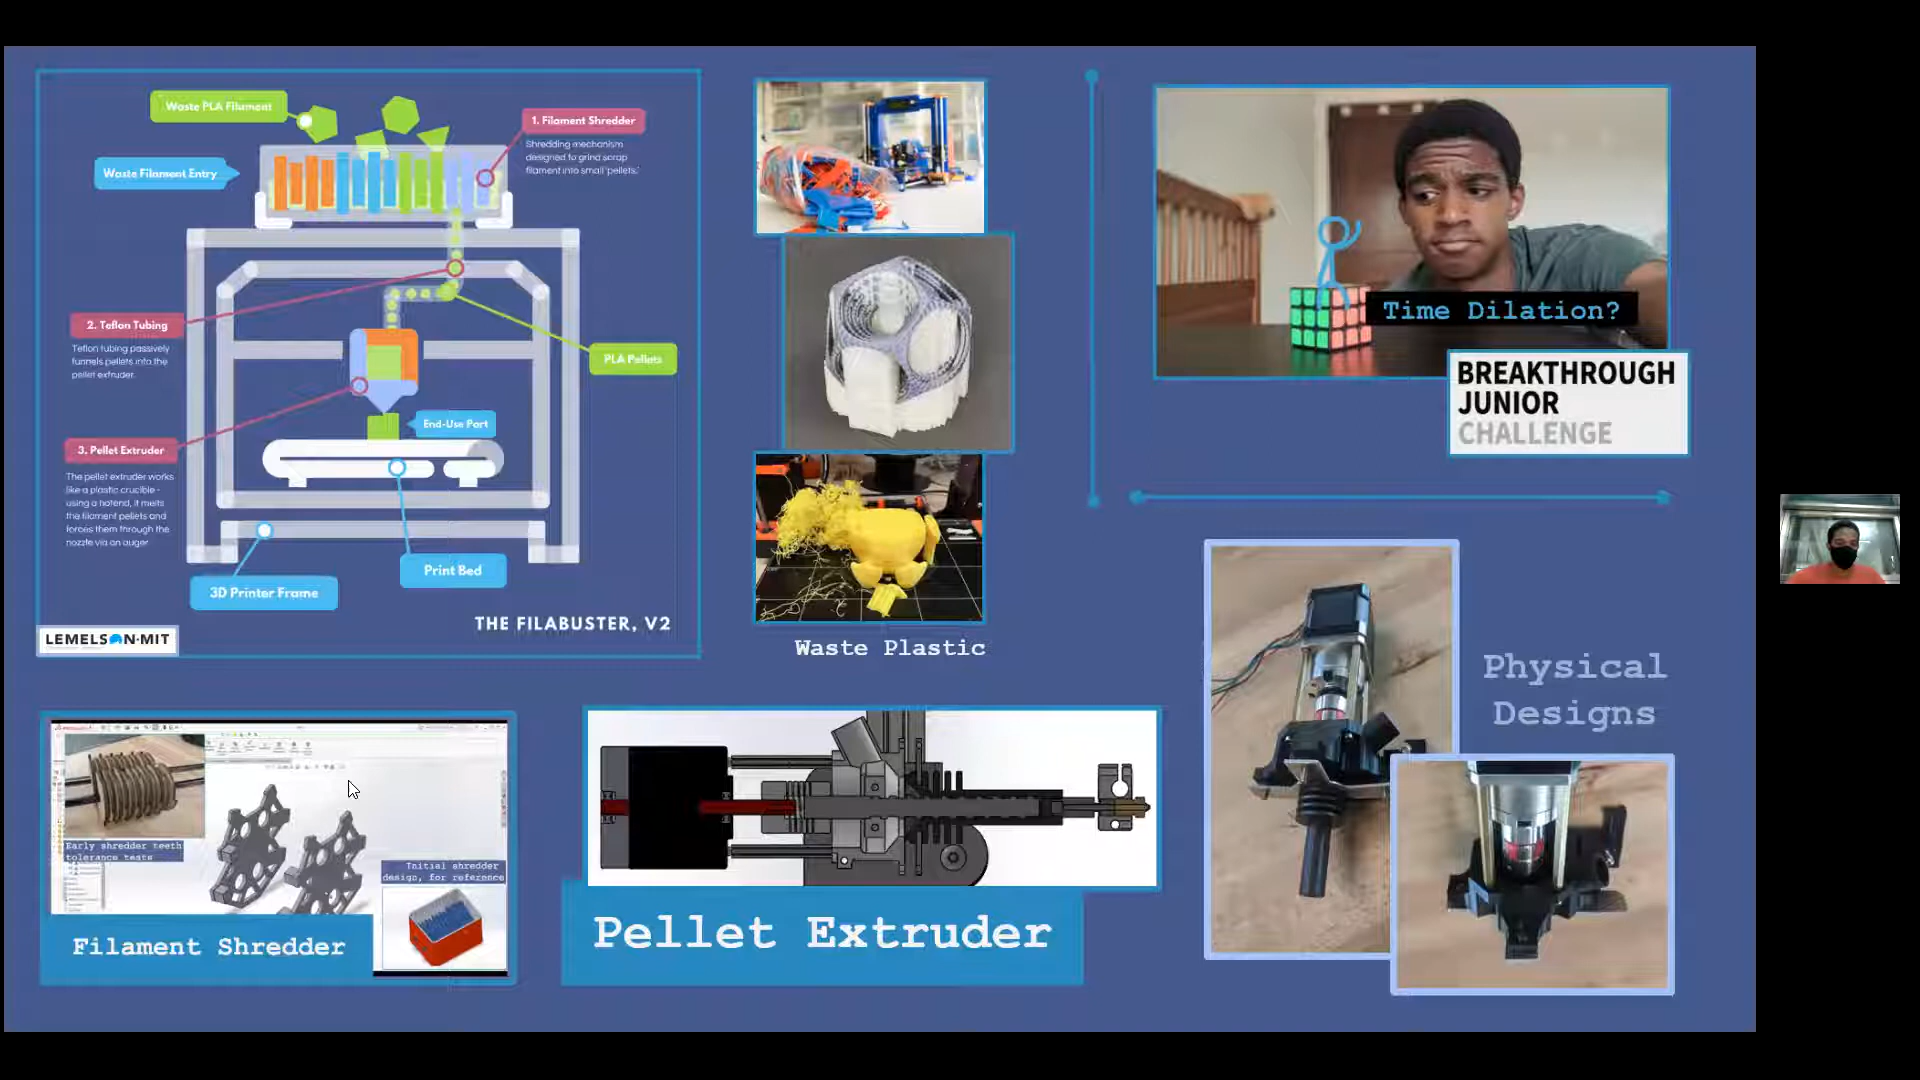 Waste PLA Filament
1. Filament Shredder
Shredding mechanism
designed to grind scrap
filament into small 'pellets.'
Waste Filament Entry
2. Teflon Tubing
Teflon tubing passively
funnels pellets into the
pellet extruder.
PLA Pellets
End-Use Part
3. Pellet Extruder
The pellet extruder works
like a plastic crucible -
using a hotend, it melts
the filament pellets and
forces them through the
nozzle via an auger
Print Bed
3D Printer Frame
THE FILABUSTER, V2
LEMELSON-MIT
Waste Plastic
Time Dilation?
BREAKTHROUGH
JUNIOR
CHALLENGE
Physical
Designs
Early shredder teeth
tolerance tests
Initial shredder
design, for reference
Filament Shredder
Pellet Extruder